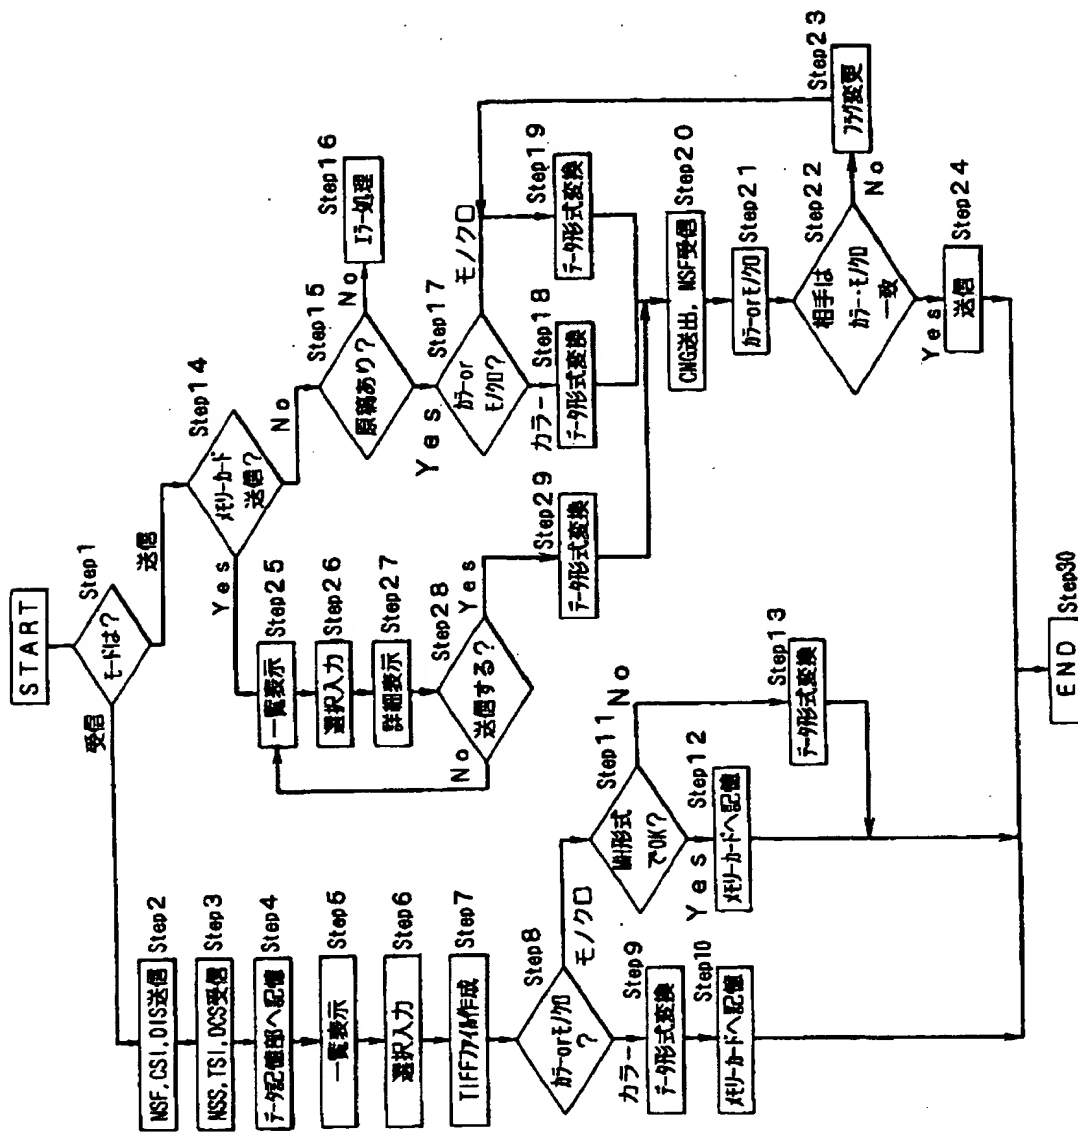 START
Step1
モードは?
受信
送信
NSF,CSI,DIS送信
Step2
NSS,TSI,DCS受信
Step3
データ記憶部へ記憶
Step4
一覧表示
Step5
選択入力
Step6
TIFFファイル作成
Step7
Step8
カラーorモノクロ
?
モノクロ
カラー
Step9
データ形式変換
Step10
メモリーカードへ記憶
Step11
MH形式
でOK?
No
Yes
Step12
メモリーカードへ記憶
Step13
データ形式変換
Step14
メモリーカード
送信?
Yes
No
Step25
一覧表示
Step26
選択入力
Step27
詳細表示
Step28
送信する?
No
Yes
Step29
データ形式変換
Step15
原稿あり?
No
Step16
エラー処理
Yes
Step17
カラーor
モノクロ?
モノクロ
カラー
Step18
データ形式変換
Step19
データ形式変換
Step20
CNG送出,NSF受信
Step21
カラーorモノクロ
Step22
相手は
カラー・モノクロ
一致
No
Step23
フラグ変更
Yes
Step24
送信
END
Step30